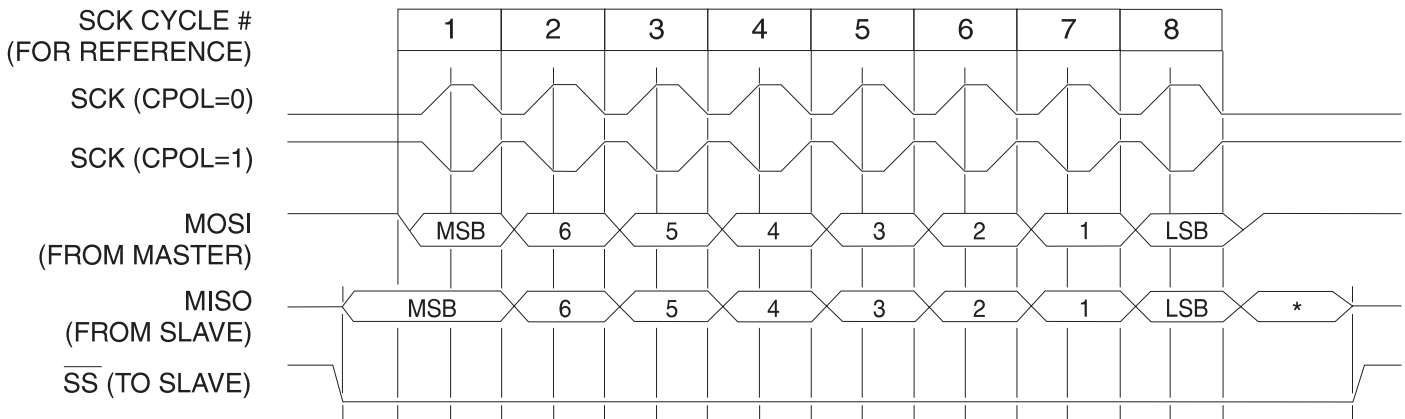 SCK CYCLE # 1 2 3 4 5 6 7 8
(FOR REFERENCE)
SCK (CPOL=0)
SCK (CPOL=1)
MOSI MSB 6 5 4 3 2 1 LSB
(FROM MASTER)
MISO MSB 6 5 4 3 2 1 LSB *
(FROM SLAVE)
SS (TO SLAVE)